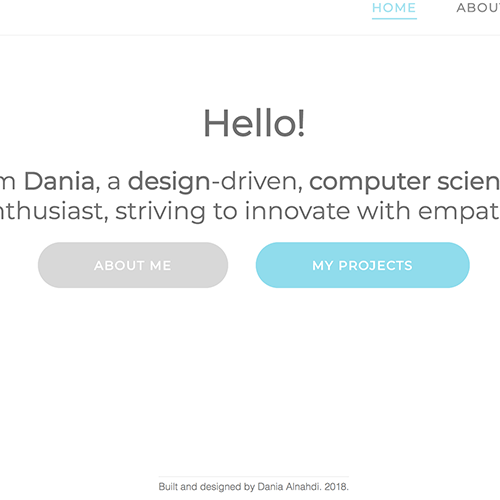 HOME ABOU
Hello!
m Dania, a design-driven, computer scien
nthusiast, striving to innovate with empat
ABOUT ME MY PROJECTS
Built and designed by Dania Alnahdi. 2018.